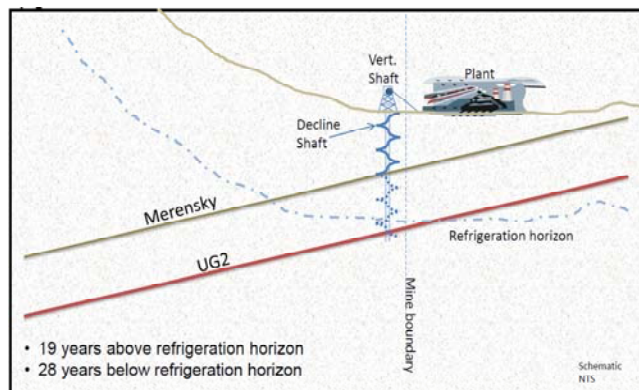 Vert.
Shaft
Plant
Decline
Shaft
Merensky
Refrigeration horizon
UG2
Mine boundary
• 19 years above refrigeration horizon
• 28 years below refrigeration horizon
Schematic
NTS